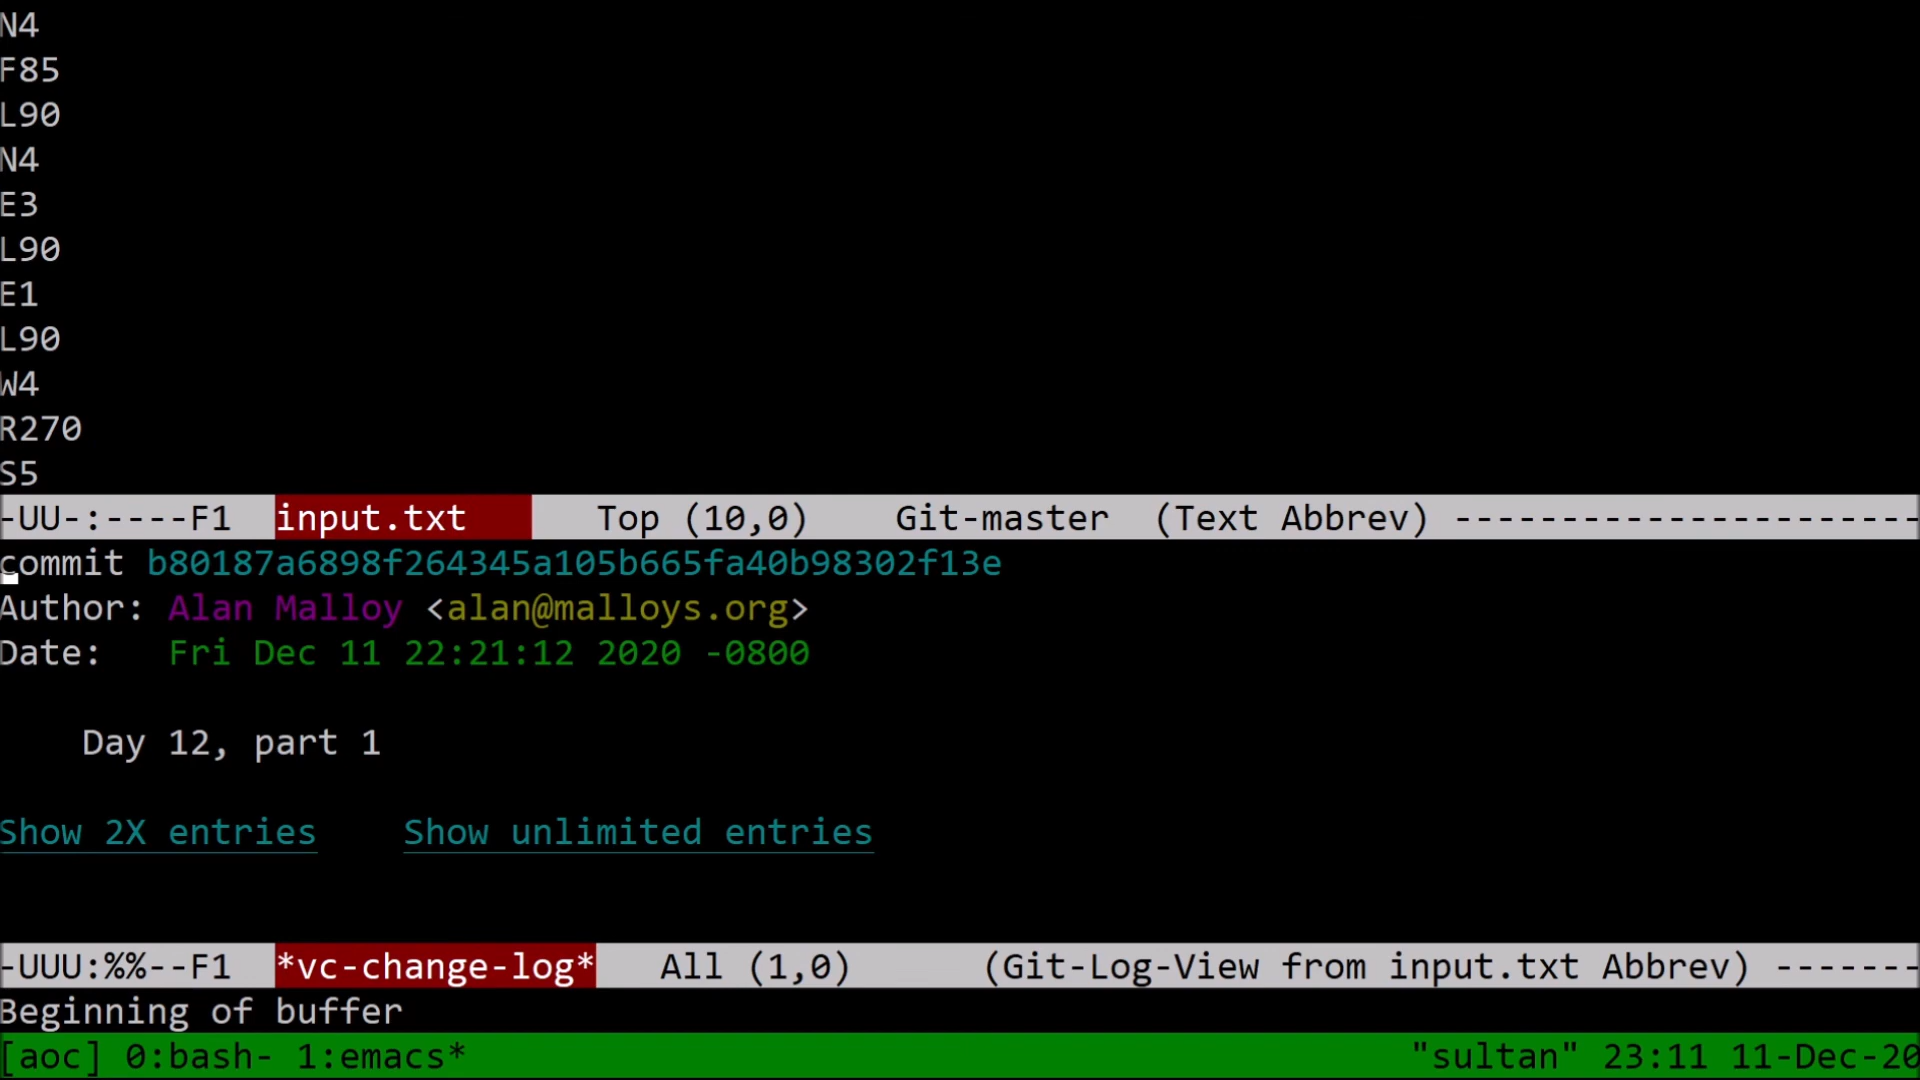 N4
F85
L90
N4
E3
L90
E1
L90
W4
R270
S5
-UU-:----F1  input.txt      Top (10,0)    Git-master  (Text Abbrev) ----------------------
commit b80187a6898f264345a105b665fa40b98302f13e
Author: Alan Malloy <alan@malloys.org>
Date:   Fri Dec 11 22:21:12 2020 -0800
    Day 12, part 1
Show 2X entries    Show unlimited entries
-UUU:%%--F1  *vc-change-log*   All (1,0)      (Git-Log-View from input.txt Abbrev) -------
Beginning of buffer
[aoc] 0:bash- 1:emacs* "sultan" 23:11 11-Dec-20